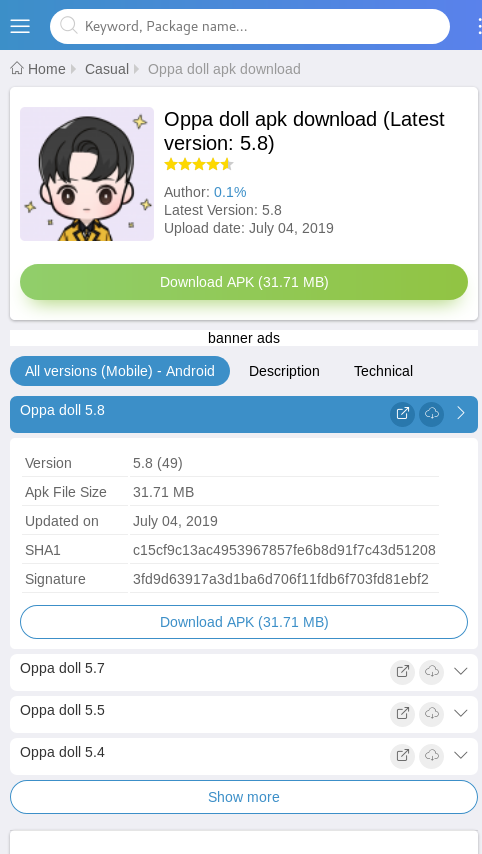 Keyword, Package name...
Home Casual Oppa doll apk download
Oppa doll apk download (Latest
version: 5.8)
Author: 0.1%
Latest Version: 5.8
Upload date: July 04, 2019
Download APK (31.71 MB)
banner ads
All versions (Mobile) - Android Description Technical
Oppa doll 5.8
Version 5.8 (49)
Apk File Size 31.71 MB
Updated on July 04, 2019
SHA1 c15cf9c13ac4953967857fe6b8d91f7c43d51208
Signature 3fd9d63917a3d1ba6d706f11fdb6f703fd81ebf2
Download APK (31.71 MB)
Oppa doll 5.7
Oppa doll 5.5
Oppa doll 5.4
Show more